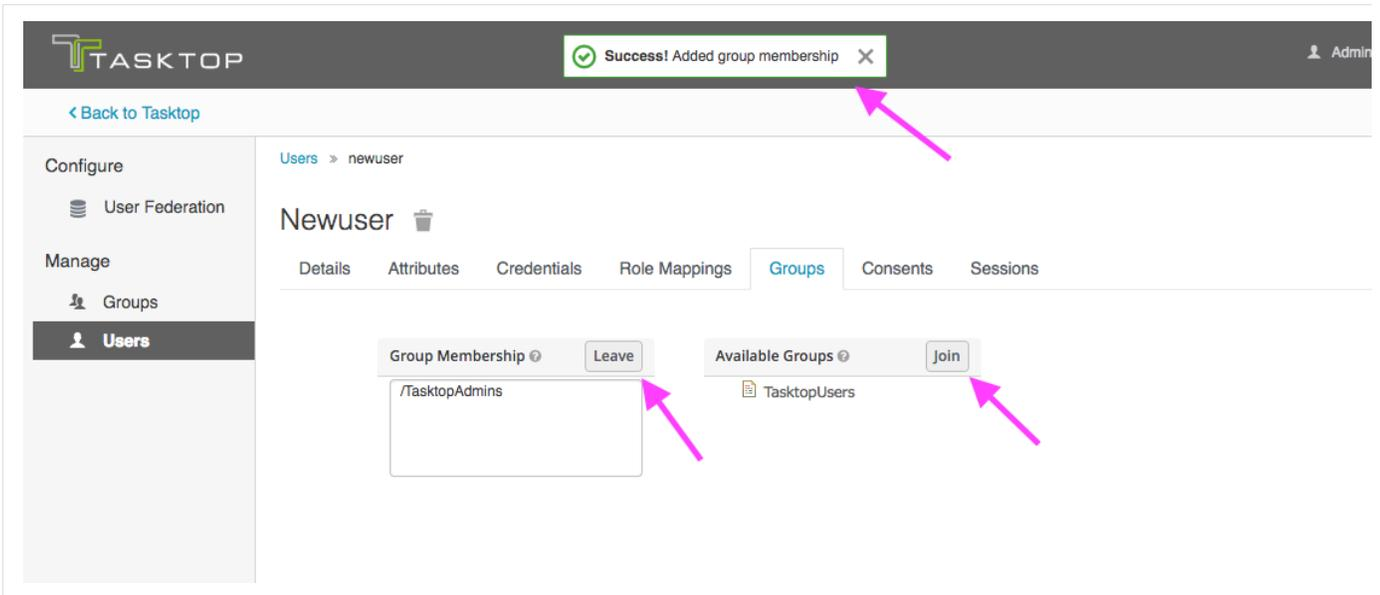 TASKTOP
Success! Added group membership
Admin
Back to Tasktop
Configure
User Federation
Manage
Groups
Users
Users » newuser
Newuser
Details Attributes Credentials Role Mappings Groups Consents Sessions
Group Membership Leave
/TasktopAdmins
Available Groups Join
TasktopUsers